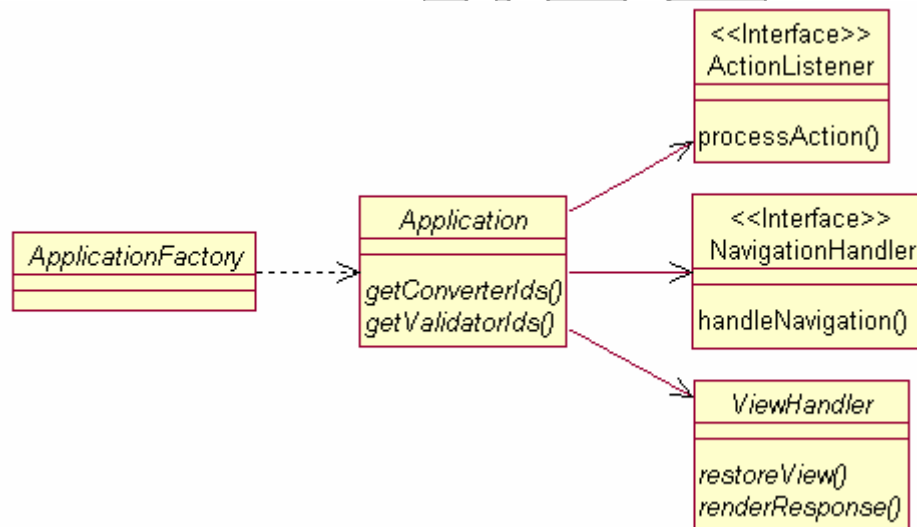 <<Interface>>
ActionListener
processAction()
ApplicationFactory
Application
getConverterIds()
getValidatorIds()
<<Interface>>
NavigationHandler
handleNavigation()
ViewHandler
restoreView()
renderResponse()